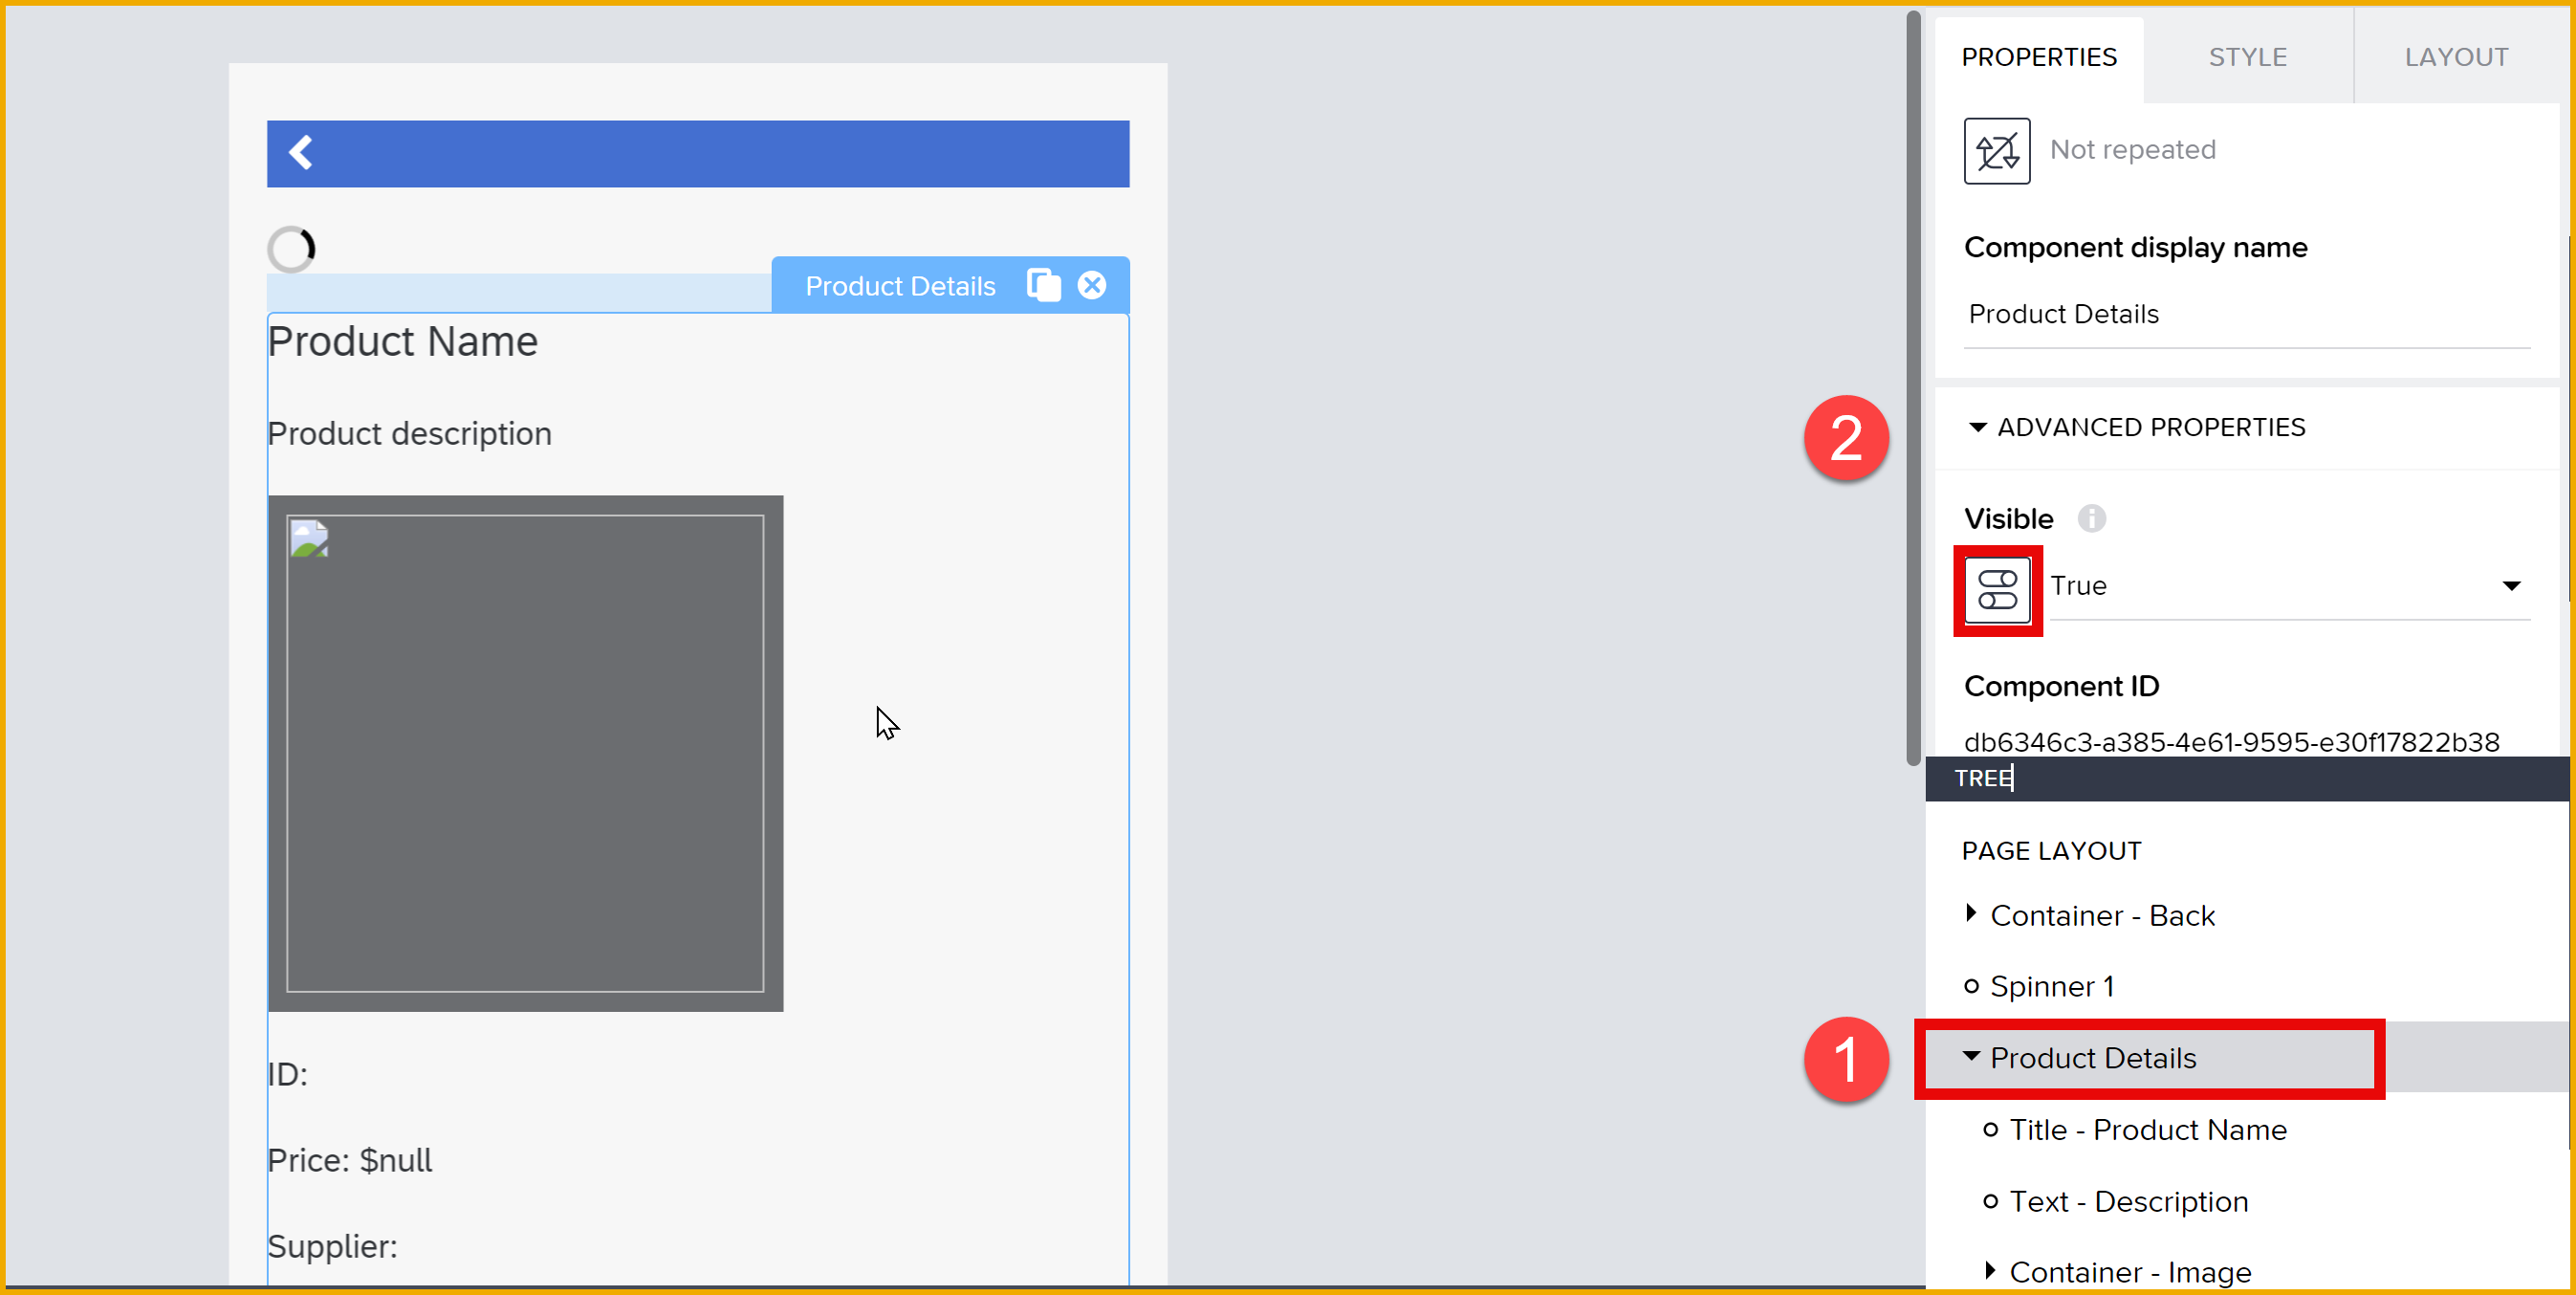 Product Details
Product Name
Product description
ID:
Price: $null
Supplier:
PROPERTIES
STYLE
LAYOUT
Not repeated
Component display name
Product Details
2
ADVANCED PROPERTIES
Visible
True
Component ID
db6346c3-a385-4e61-9595-e30f17822b38
TREE
PAGE LAYOUT
Container - Back
Spinner 1
1
Product Details
Title - Product Name
Text - Description
Container - Image